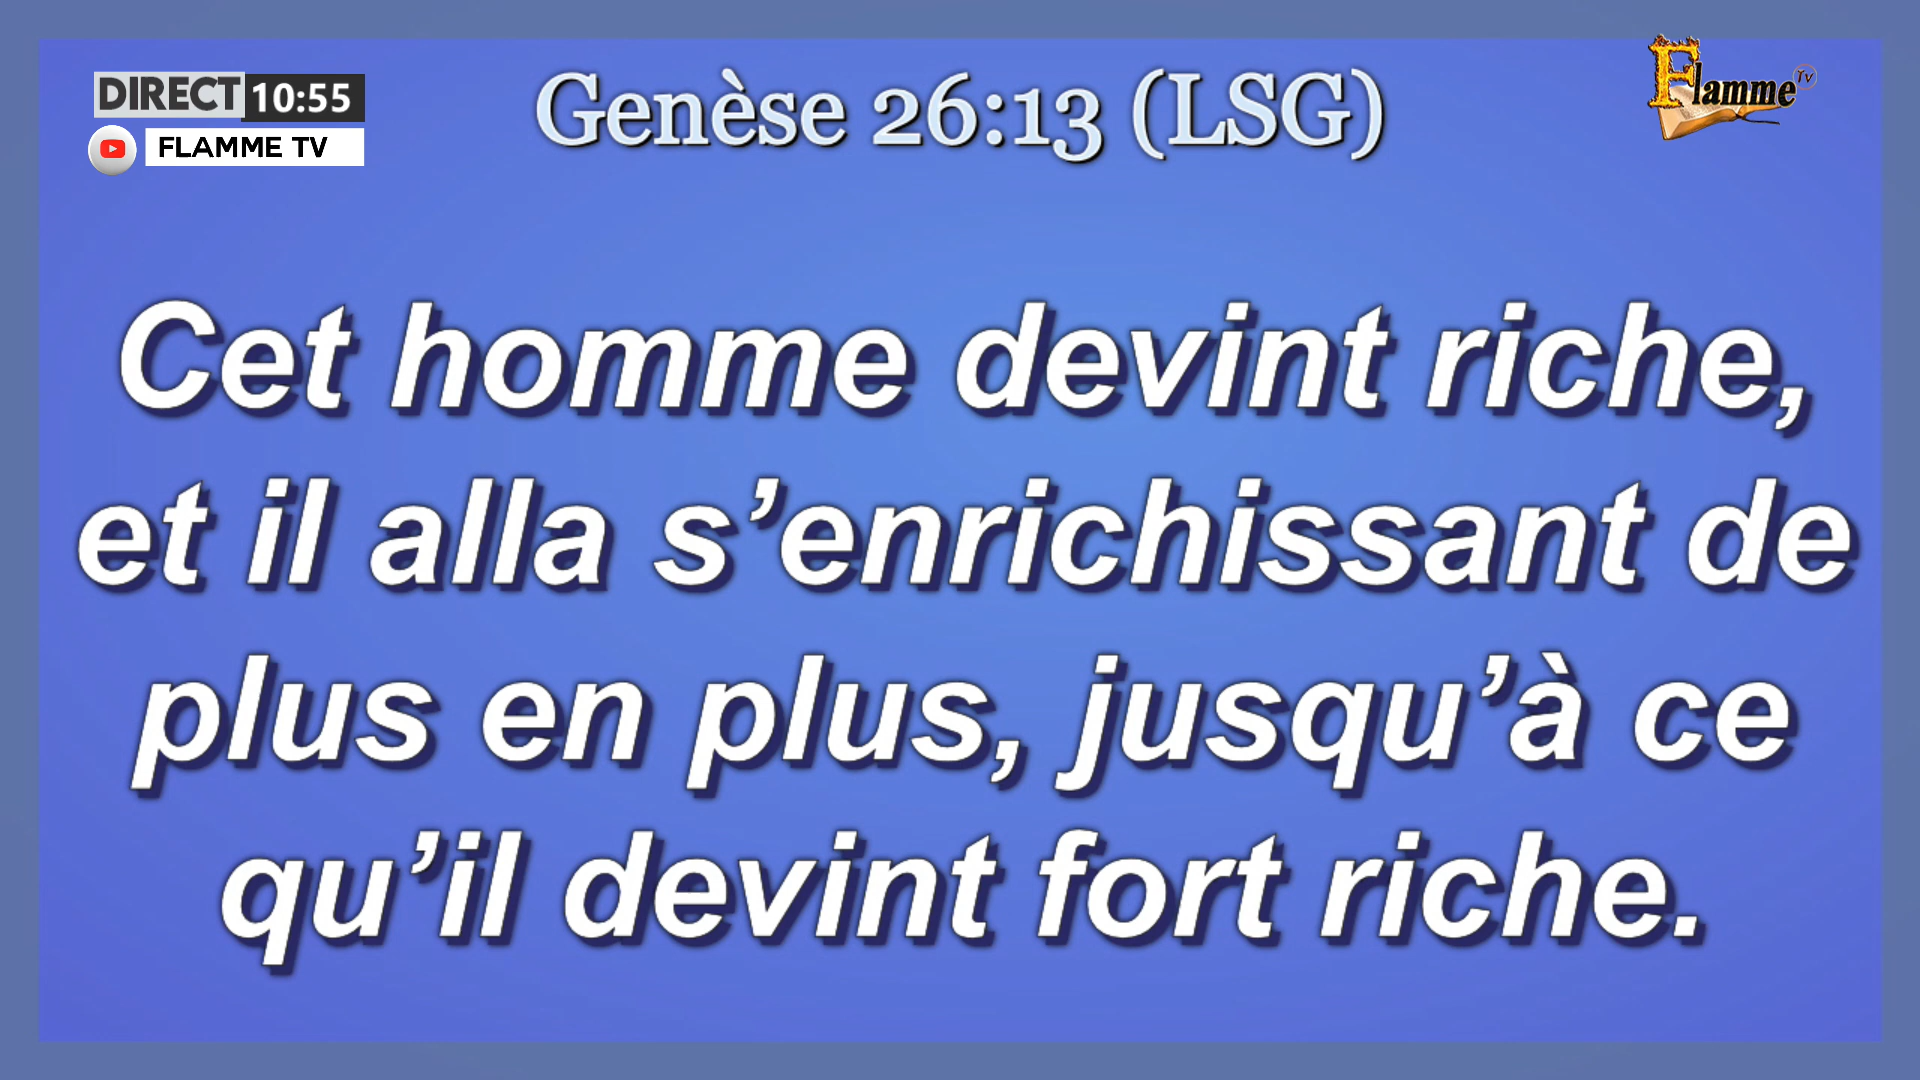 DIRECT 10:55
FLAMME TV
Genèse 26:13 (LSG)
Flamme TV
Cet homme devint riche,
et il alla s’enrichissant de
plus en plus, jusqu’à ce
qu’il devint fort riche.